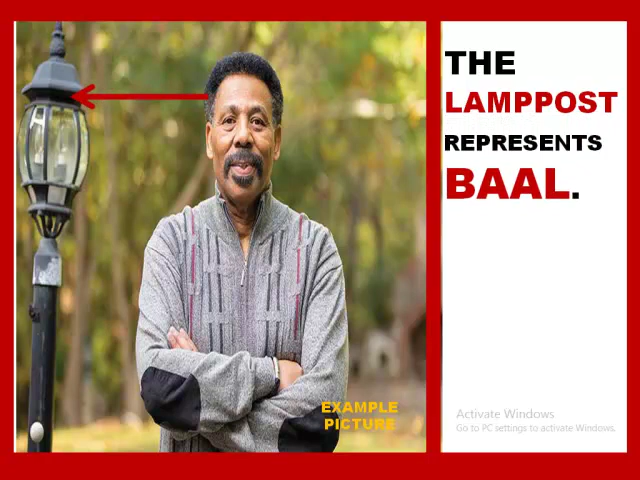 THE
LAMPPOST
REPRESENTS
BAAL.
EXAMPLE
PICTURE
Activate Windows
Go to PC settings to activate Windows.